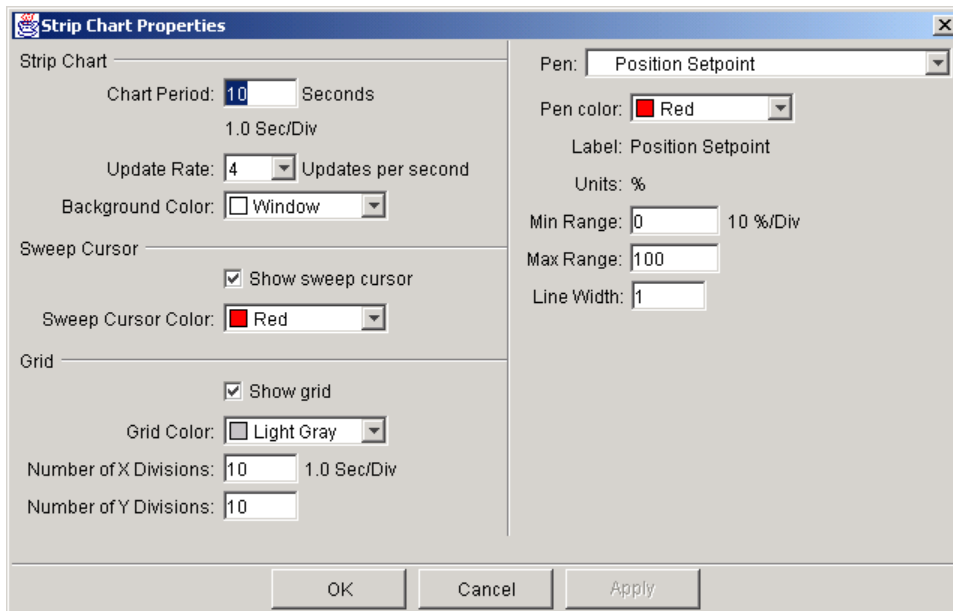 Strip Chart Properties
Strip Chart
Chart Period: 10 Seconds
1.0 Sec/Div
Update Rate: 4 Updates per second
Background Color: Window
Sweep Cursor
Show sweep cursor
Sweep Cursor Color: Red
Grid
Show grid
Grid Color: Light Gray
Number of X Divisions: 10 1.0 Sec/Div
Number of Y Divisions: 10
Pen: Position Setpoint
Pen color: Red
Label: Position Setpoint
Units: %
Min Range: 0 10 %/Div
Max Range: 100
Line Width: 1
OK Cancel Apply